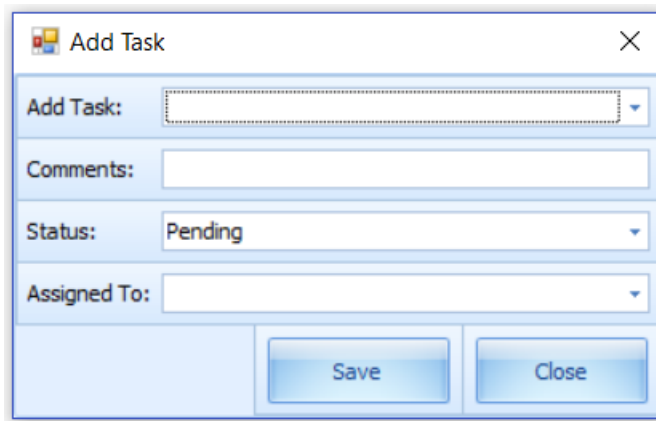 Add Task
Add Task:
Comments:
Status: Pending
Assigned To:
Save Close